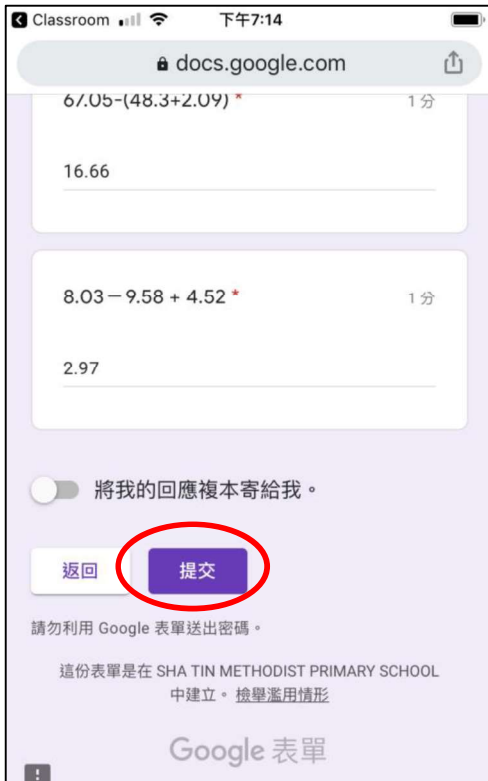 Classroom 下午7:14
docs.google.com
67.05-(48.3+2.09) * 1 分
16.66
8.03－9.58 + 4.52 * 1 分
2.97
將我的回應複本寄給我。
返回 提交
請勿利用 Google 表單送出密碼。
這份表單是在 SHA TIN METHODIST PRIMARY SCHOOL
中建立。 檢舉濫用情形
Google 表單